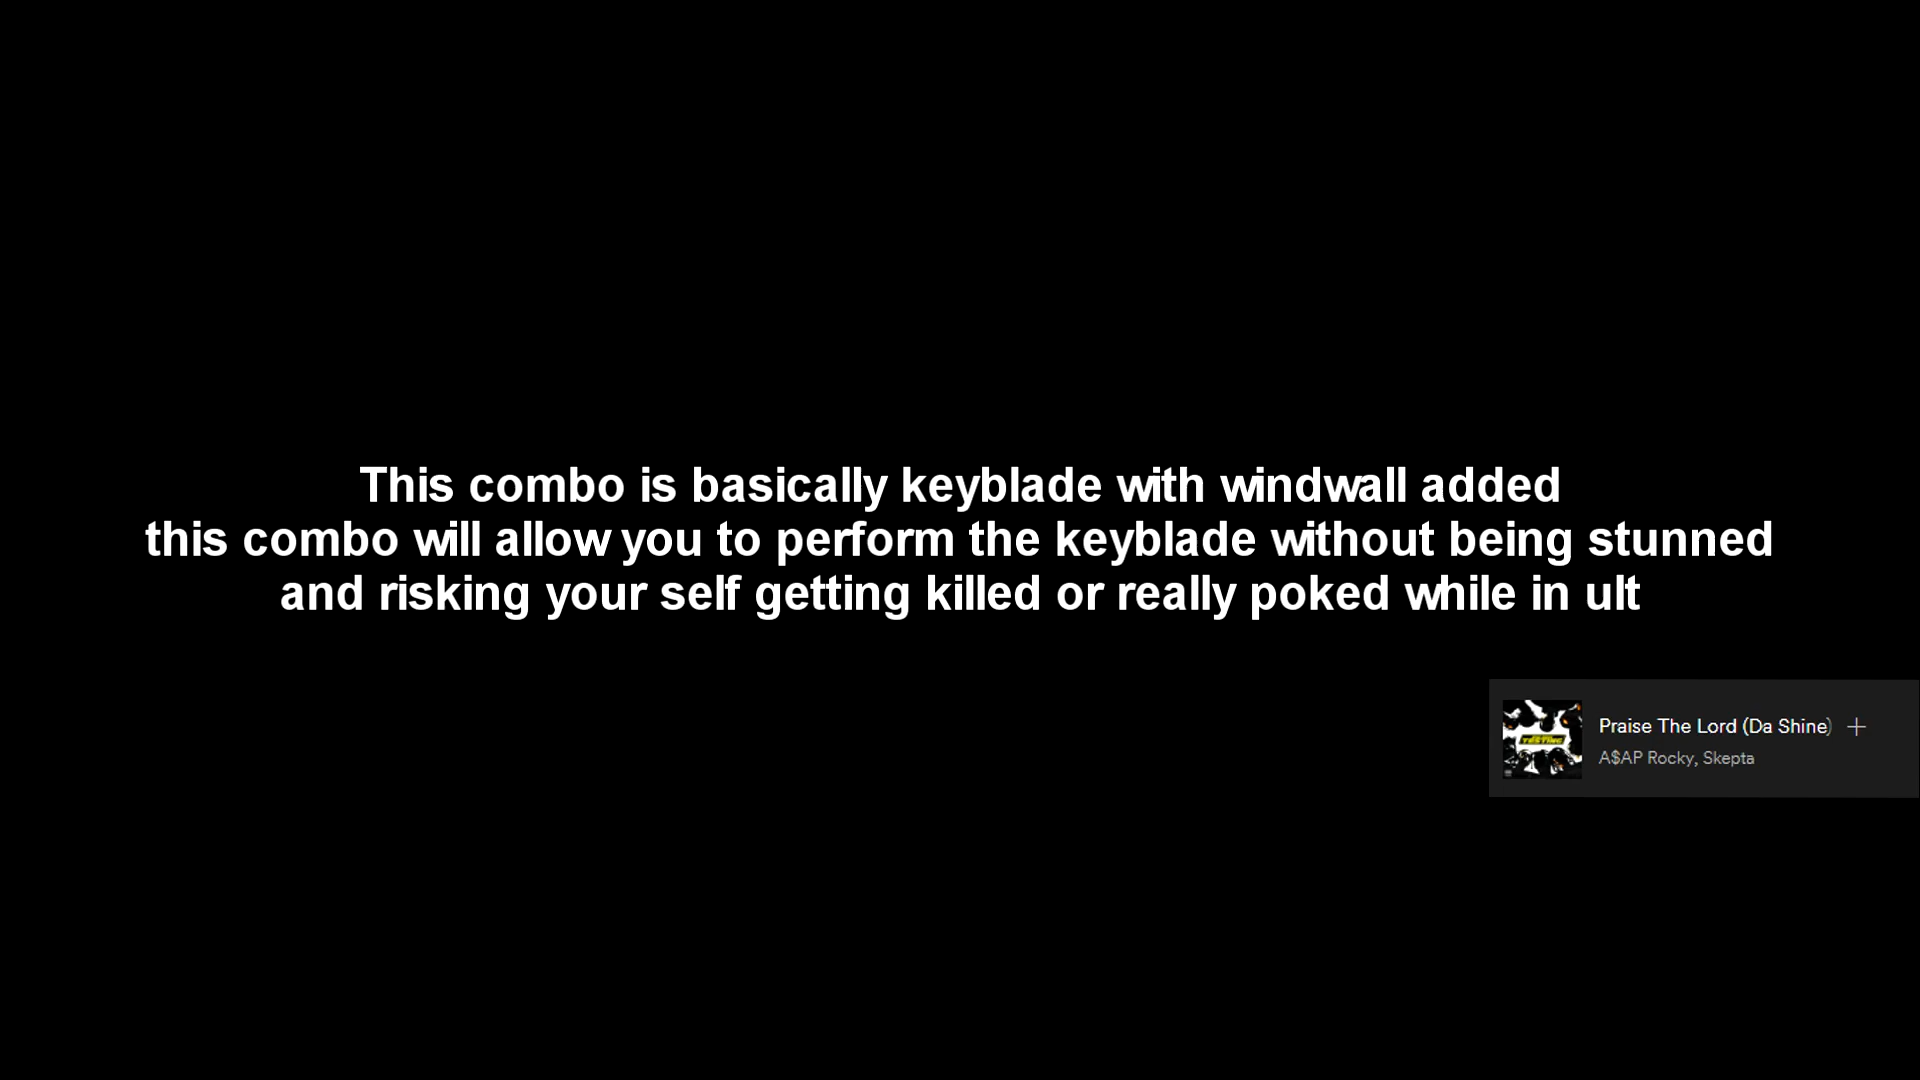 This combo is basically keyblade with windwall added
this combo will allow you to perform the keyblade without being stunned
and risking your self getting killed or really poked while in ult
Praise The Lord (Da Shine)
A$AP Rocky, Skepta
TESTING